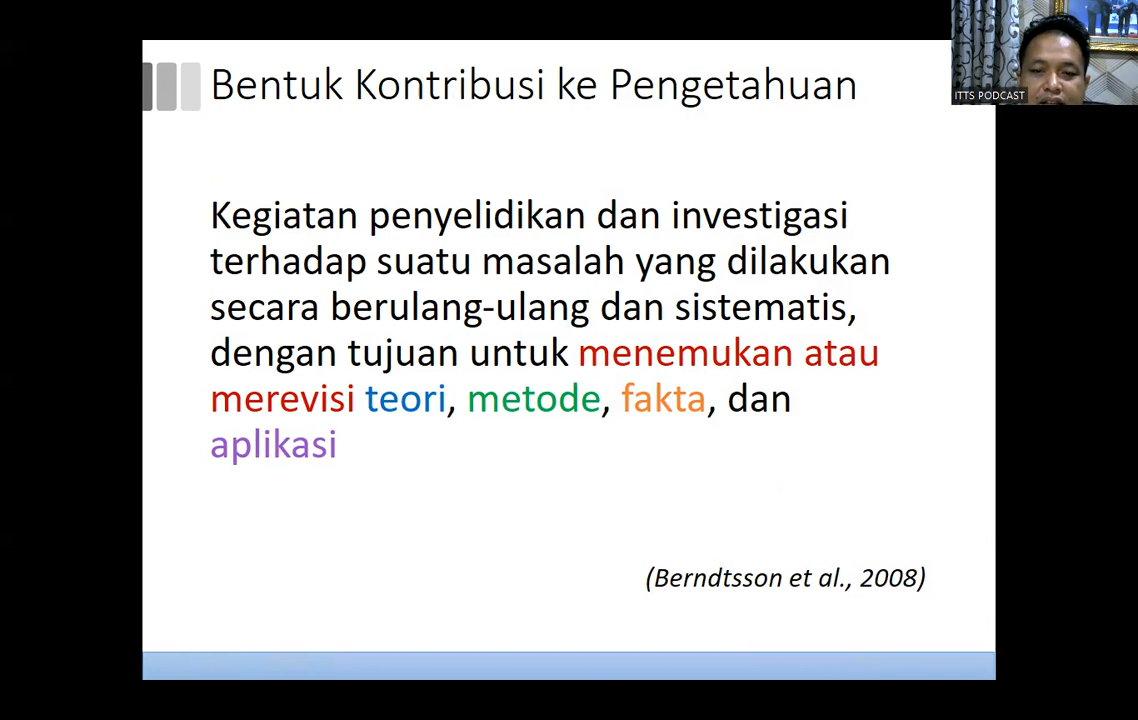 Bentuk Kontribusi ke Pengetahuan
ITTS PODCAST
Kegiatan penyelidikan dan investigasi
terhadap suatu masalah yang dilakukan
secara berulang-ulang dan sistematis,
dengan tujuan untuk menemukan atau
merevisi teori, metode, fakta, dan
aplikasi
(Berndtsson et al., 2008)